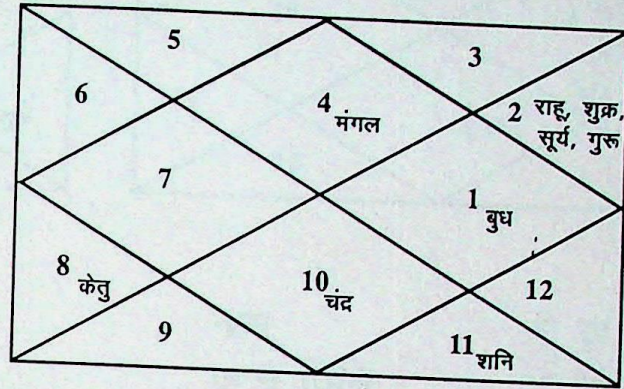 5
3
6
4 मंगल
2 राहू, शुक्र,
सूर्य, गुरू
7
1 बुध
8 केतु
10 चंद्र
12
9
11 शनि